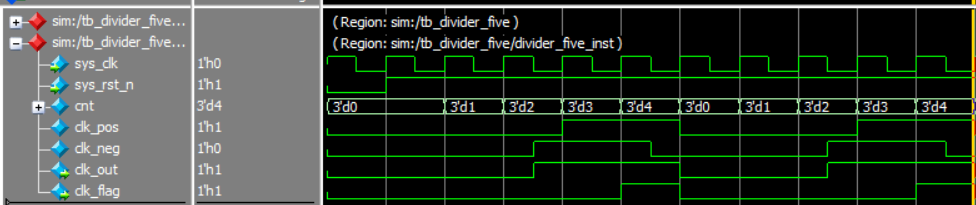 sim:/tb_divider_five... (Region: sim:/tb_divider_five )
sim:/tb_divider_five... (Region: sim:/tb_divider_five/divider_five_inst )
sys_clk 1'h0
sys_rst_n 1'h1
cnt 3'd4 3'd0 3'd1 3'd2 3'd3 3'd4 3'd0 3'd1 3'd2 3'd3 3'd4
clk_pos 1'h1
clk_neg 1'h0
clk_out 1'h1
clk_flag 1'h1